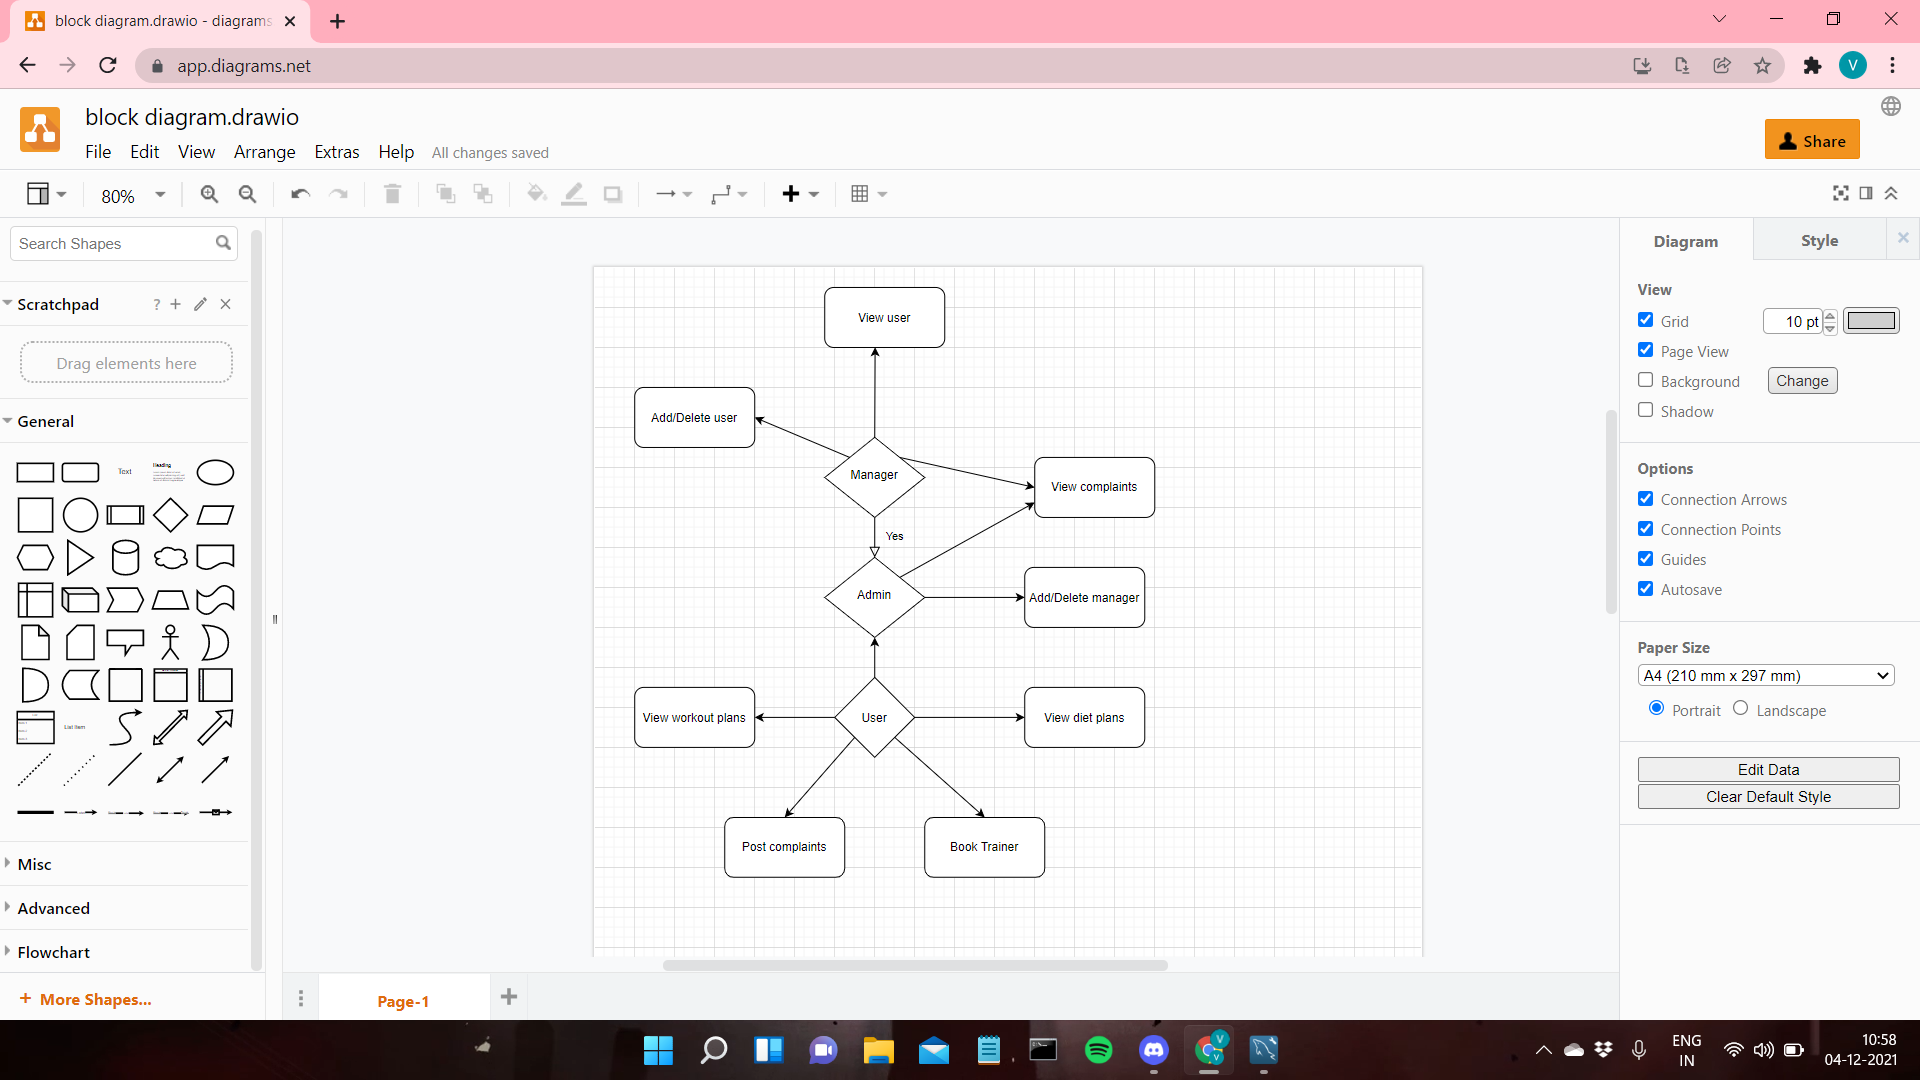 block diagram.drawio - diagrams
app.diagrams.net
V
block diagram.drawio
File Edit View Arrange Extras Help All changes saved
Share
80%
Search Shapes
Scratchpad ?
Drag elements here
General
Text
Heading
List Item
Misc
Advanced
Flowchart
+ More Shapes...
View user
Add/Delete user
Manager
View complaints
Yes
Admin
Add/Delete manager
View workout plans
User
View diet plans
Post complaints
Book Trainer
Page-1
Diagram Style
View
Grid 10 pt
Page View
Background Change
Shadow
Options
Connection Arrows
Connection Points
Guides
Autosave
Paper Size
A4 (210 mm x 297 mm)
Portrait Landscape
Edit Data
Clear Default Style
V
V
ENG
IN
10:58
04-12-2021